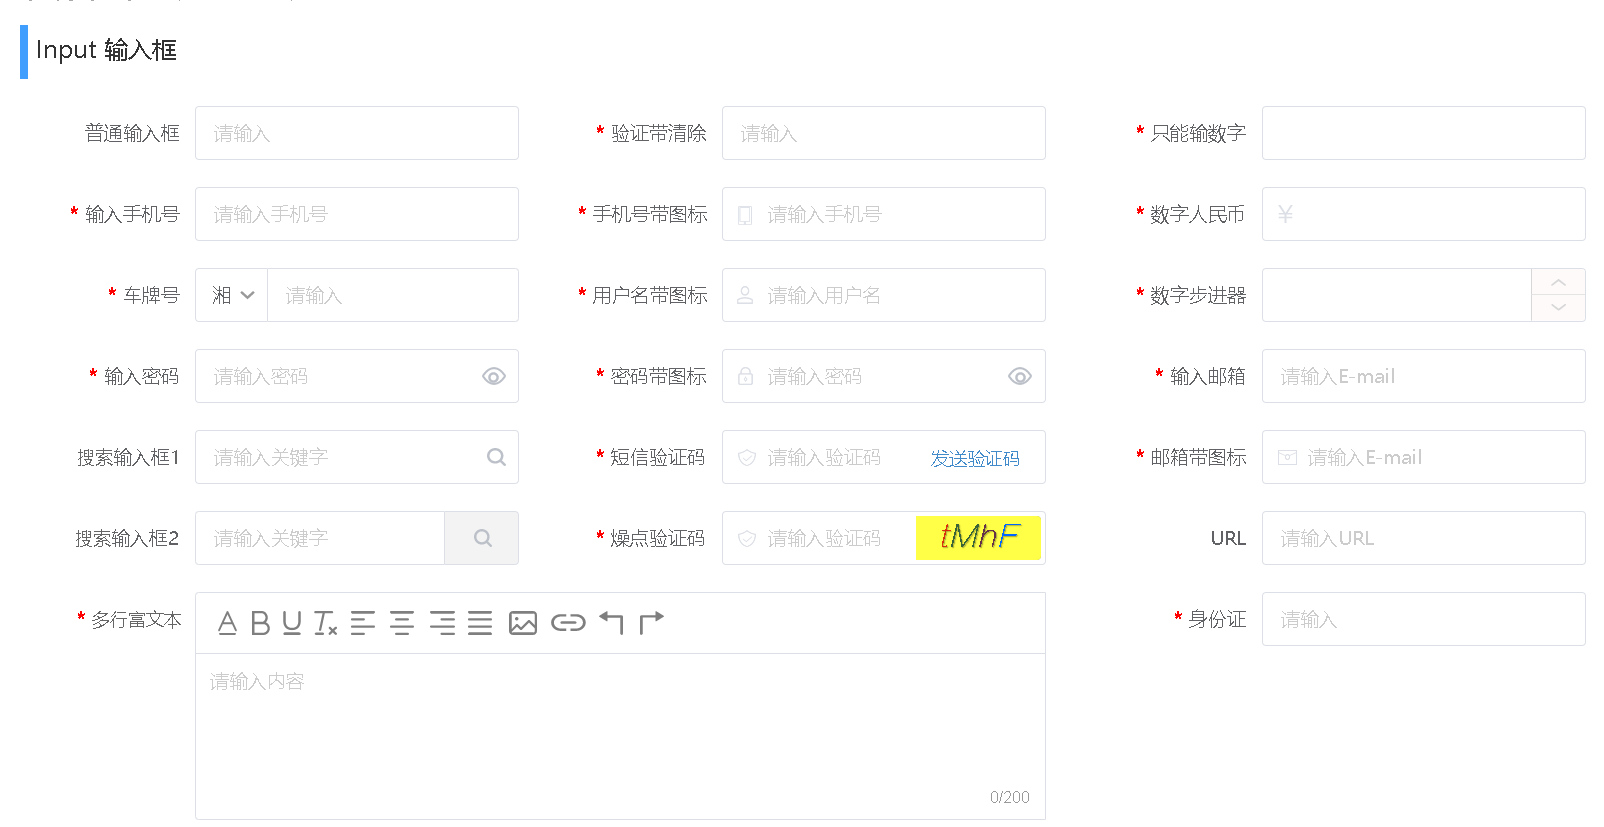 Input 输入框
普通输入框 请输入 * 验证带清除 请输入 * 只能输数字
* 输入手机号 请输入手机号 * 手机号带图标 请输入手机号 * 数字人民币 ¥
* 车牌号 湘 请输入 * 用户名带图标 请输入用户名 * 数字步进器
* 输入密码 请输入密码 * 密码带图标 请输入密码 * 输入邮箱 请输入E-mail
搜索输入框1 请输入关键字 * 短信验证码 请输入验证码 发送验证码 * 邮箱带图标 请输入E-mail
搜索输入框2 请输入关键字 * 燥点验证码 请输入验证码 tMhF URL 请输入URL
* 多行富文本 A B U Tx * 身份证 请输入
请输入内容
0/200